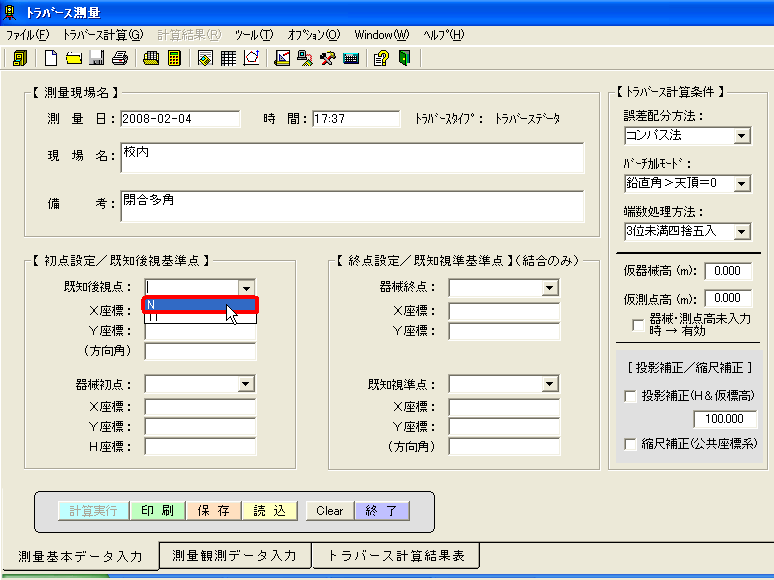 トラバース測量
ファイル(F) トラバース計算(G) 計算結果(R) ツール(T) オプション(O) Window(W) ヘルプ(H)
【 測量現場名 】
測 量 日: 2008-02-04 時 間: 17:37 トラバースタイプ: トラバースデータ
現 場 名: 校内
備 考: 閉合多角
【 トラバース計算条件 】
誤差配分方法:
コンパス法
バーチカルモード:
鉛直角>天頂=0
端数処理方法:
3位未満四捨五入
仮器械高 (m): 0.000
仮測点高 (m): 0.000
器械・測点高未入力
時 → 有効
[ 投影補正/縮尺補正 ]
投影補正(H&仮標高)
100.000
縮尺補正(公共座標系)
【 初点設定/既知後視基準点 】
既知後視点:
N
X座標:
Y座標:
(方向角)
器械初点:
X座標:
Y座標:
H座標:
【 終点設定/既知視準基準点 】(結合のみ)
器械終点:
X座標:
Y座標:
既知視準点:
X座標:
Y座標:
(方向角)
計算実行 印 刷 保 存 読 込 Clear 終 了
測量基本データ入力 測量観測データ入力 トラバース計算結果表